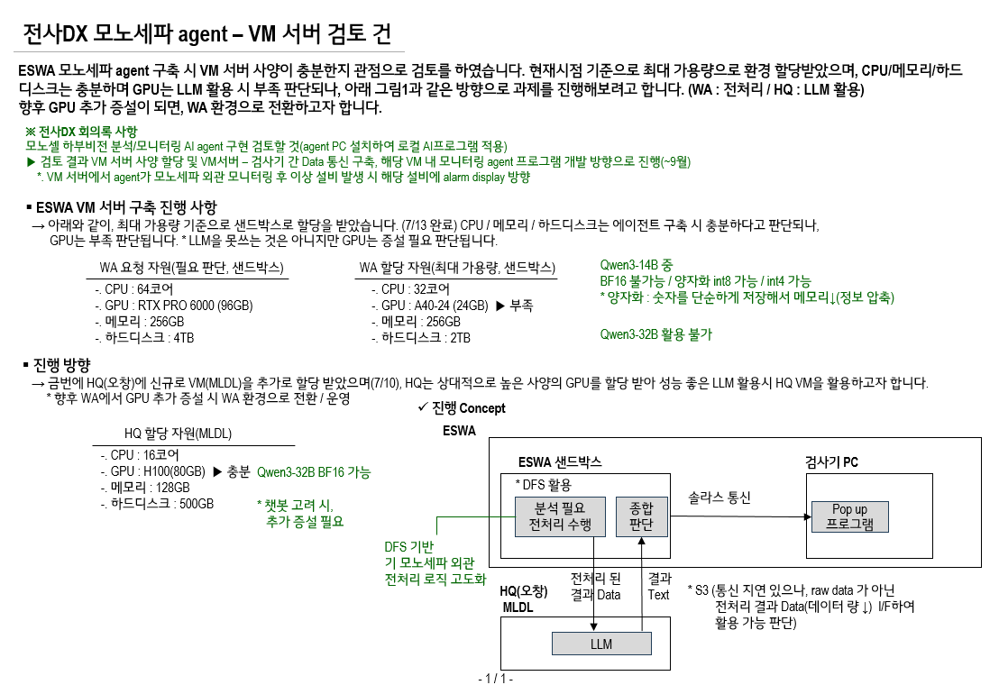 전사DX 모노세파 agent – VM 서버 검토 건
ESWA 모노세파 agent 구축 시 VM 서버 사양이 충분한지 관점으로 검토를 하였습니다. 현재시점 기준으로 최대 가용량으로 환경 할당받았으며, CPU/메모리/하드
디스크는 충분하며 GPU는 LLM 활용 시 부족 판단되나, 아래 그림1과 같은 방향으로 과제를 진행해보려고 합니다. (WA : 전처리 / HQ : LLM 활용)
향후 GPU 추가 증설이 되면, WA 환경으로 전환하고자 합니다.
※ 전사DX 회의록 사항
모노셀 하부비전 분석/모니터링 AI agent 구현 검토할 것(agent PC 설치하여 로컬 AI프로그램 적용)
▶ 검토 결과 VM 서버 사양 할당 및 VM서버 – 검사기 간 Data 통신 구축, 해당 VM 내 모니터링 agent 프로그램 개발 방향으로 진행(~9월)
*. VM 서버에서 agent가 모노세파 외관 모니터링 후 이상 설비 발생 시 해당 설비에 alarm display 방향
▪ ESWA VM 서버 구축 진행 사항
→ 아래와 같이, 최대 가용량 기준으로 샌드박스로 할당을 받았습니다. (7/13 완료) CPU / 메모리 / 하드디스크는 에이전트 구축 시 충분하다고 판단되나,
GPU는 부족 판단됩니다. * LLM을 못쓰는 것은 아니지만 GPU는 증설 필요 판단됩니다.
WA 요청 자원(필요 판단, 샌드박스)
-. CPU : 64코어
-. GPU : RTX PRO 6000 (96GB)
-. 메모리 : 256GB
-. 하드디스크 : 4TB
WA 할당 자원(최대 가용량, 샌드박스)
-. CPU : 32코어
-. GPU : A40-24 (24GB) ▶ 부족
-. 메모리 : 256GB
-. 하드디스크 : 2TB
Qwen3-14B 중
BF16 불가능 / 양자화 int8 가능 / int4 가능
* 양자화 : 숫자를 단순하게 저장해서 메모리↓(정보 압축)
Qwen3-32B 활용 불가
▪ 진행 방향
→ 금번에 HQ(오창)에 신규로 VM(MLDL)을 추가로 할당 받았으며(7/10), HQ는 상대적으로 높은 사양의 GPU를 할당 받아 성능 좋은 LLM 활용시 HQ VM을 활용하고자 합니다.
* 향후 WA에서 GPU 추가 증설 시 WA 환경으로 전환 / 운영
HQ 할당 자원(MLDL)
-. CPU : 16코어
-. GPU : H100(80GB) ▶ 충분 Qwen3-32B BF16 가능
-. 메모리 : 128GB
-. 하드디스크 : 500GB
* 챗봇 고려 시,
추가 증설 필요
✓ 진행 Concept
ESWA
ESWA 샌드박스
* DFS 활용
분석 필요
전처리 수행
종합
판단
솔라스 통신
검사기 PC
Pop up
프로그램
DFS 기반
기 모노세파 외관
전처리 로직 고도화
전처리 된
결과 Data
결과
Text
HQ(오창)
MLDL
LLM
* S3 (통신 지연 있으나, raw data 가 아닌
전처리 결과 Data(데이터 량↓) I/F하여
활용 가능 판단)
- 1 / 1 -